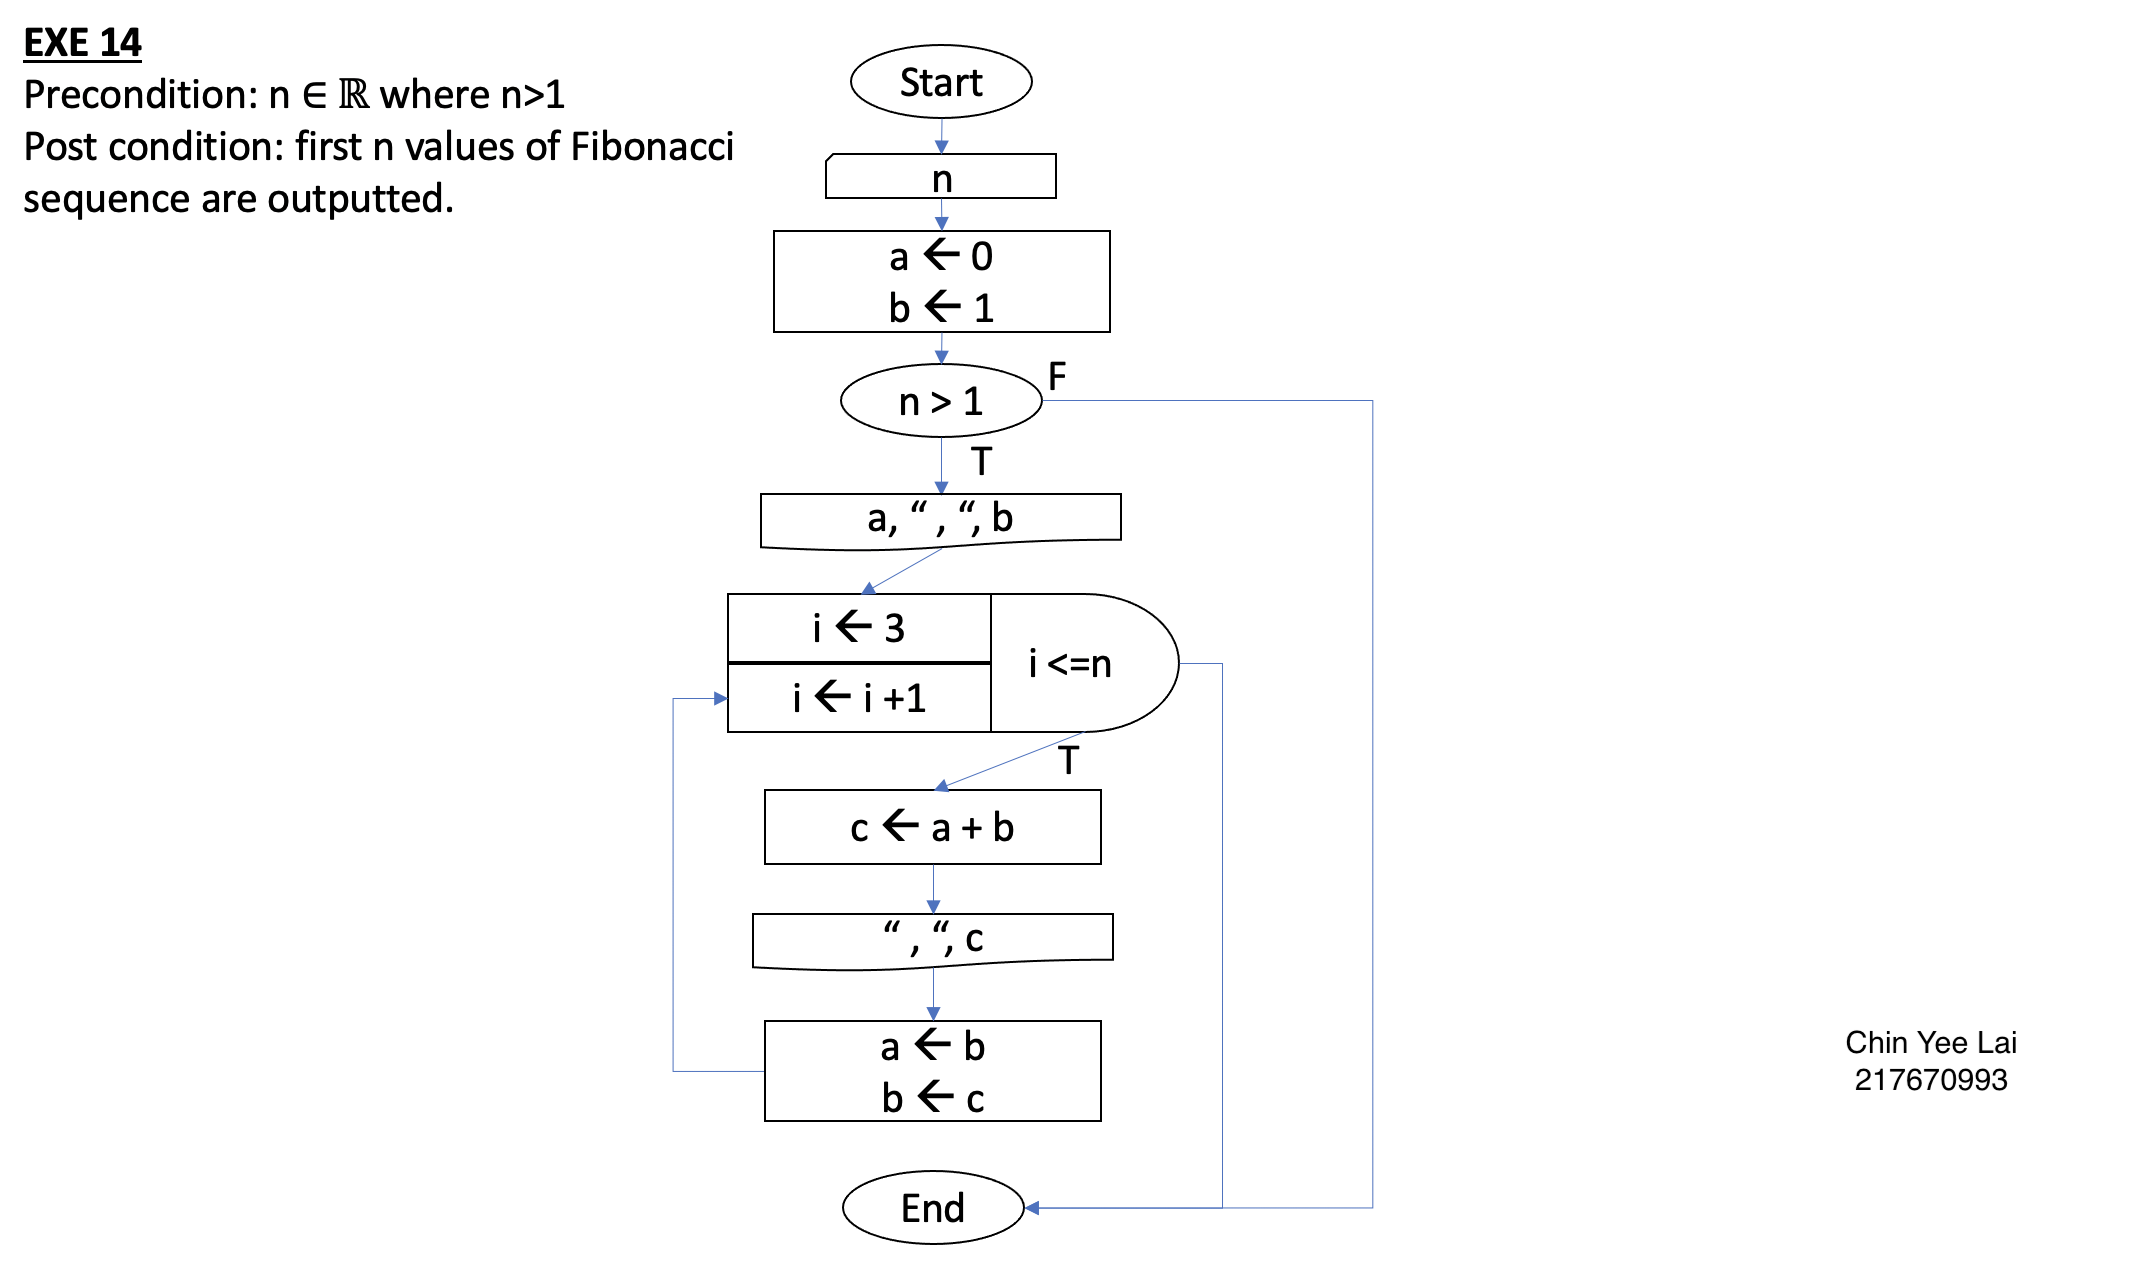 EXE 14
Precondition: n ∈ ℝ where n>1
Post condition: first n values of Fibonacci
sequence are outputted.
Start
n
a ← 0
b ← 1
n > 1
F
T
a, “ , “, b
i ← 3
i ← i +1
i <=n
T
c ← a + b
“ , “, c
a ← b
b ← c
End
Chin Yee Lai
217670993